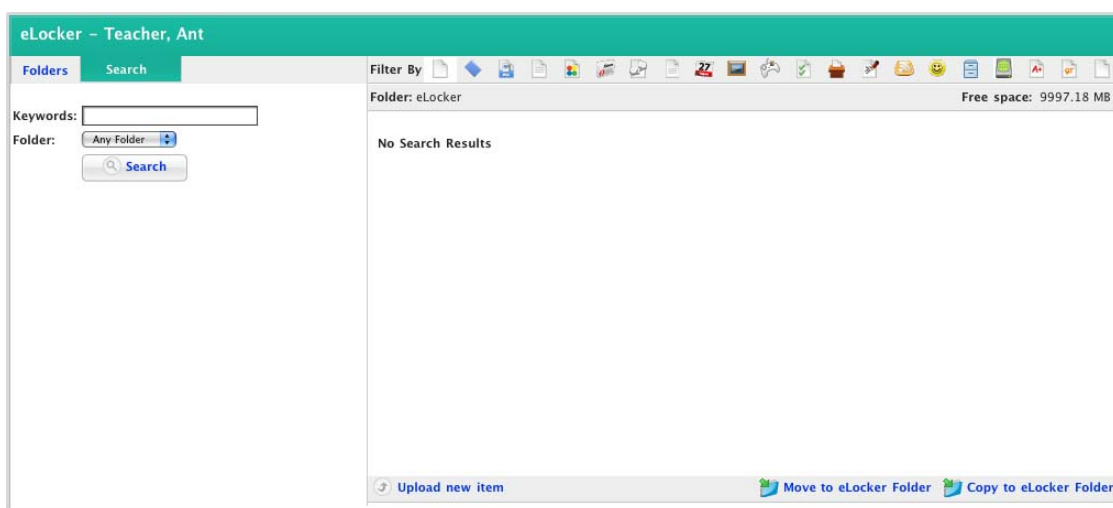 eLocker – Teacher, Ant
Folders Search
Filter By
27
A+
Folder: eLocker Free space: 9997.18 MB
Keywords:
Folder: Any Folder
Search
No Search Results
Upload new item Move to eLocker Folder Copy to eLocker Folder